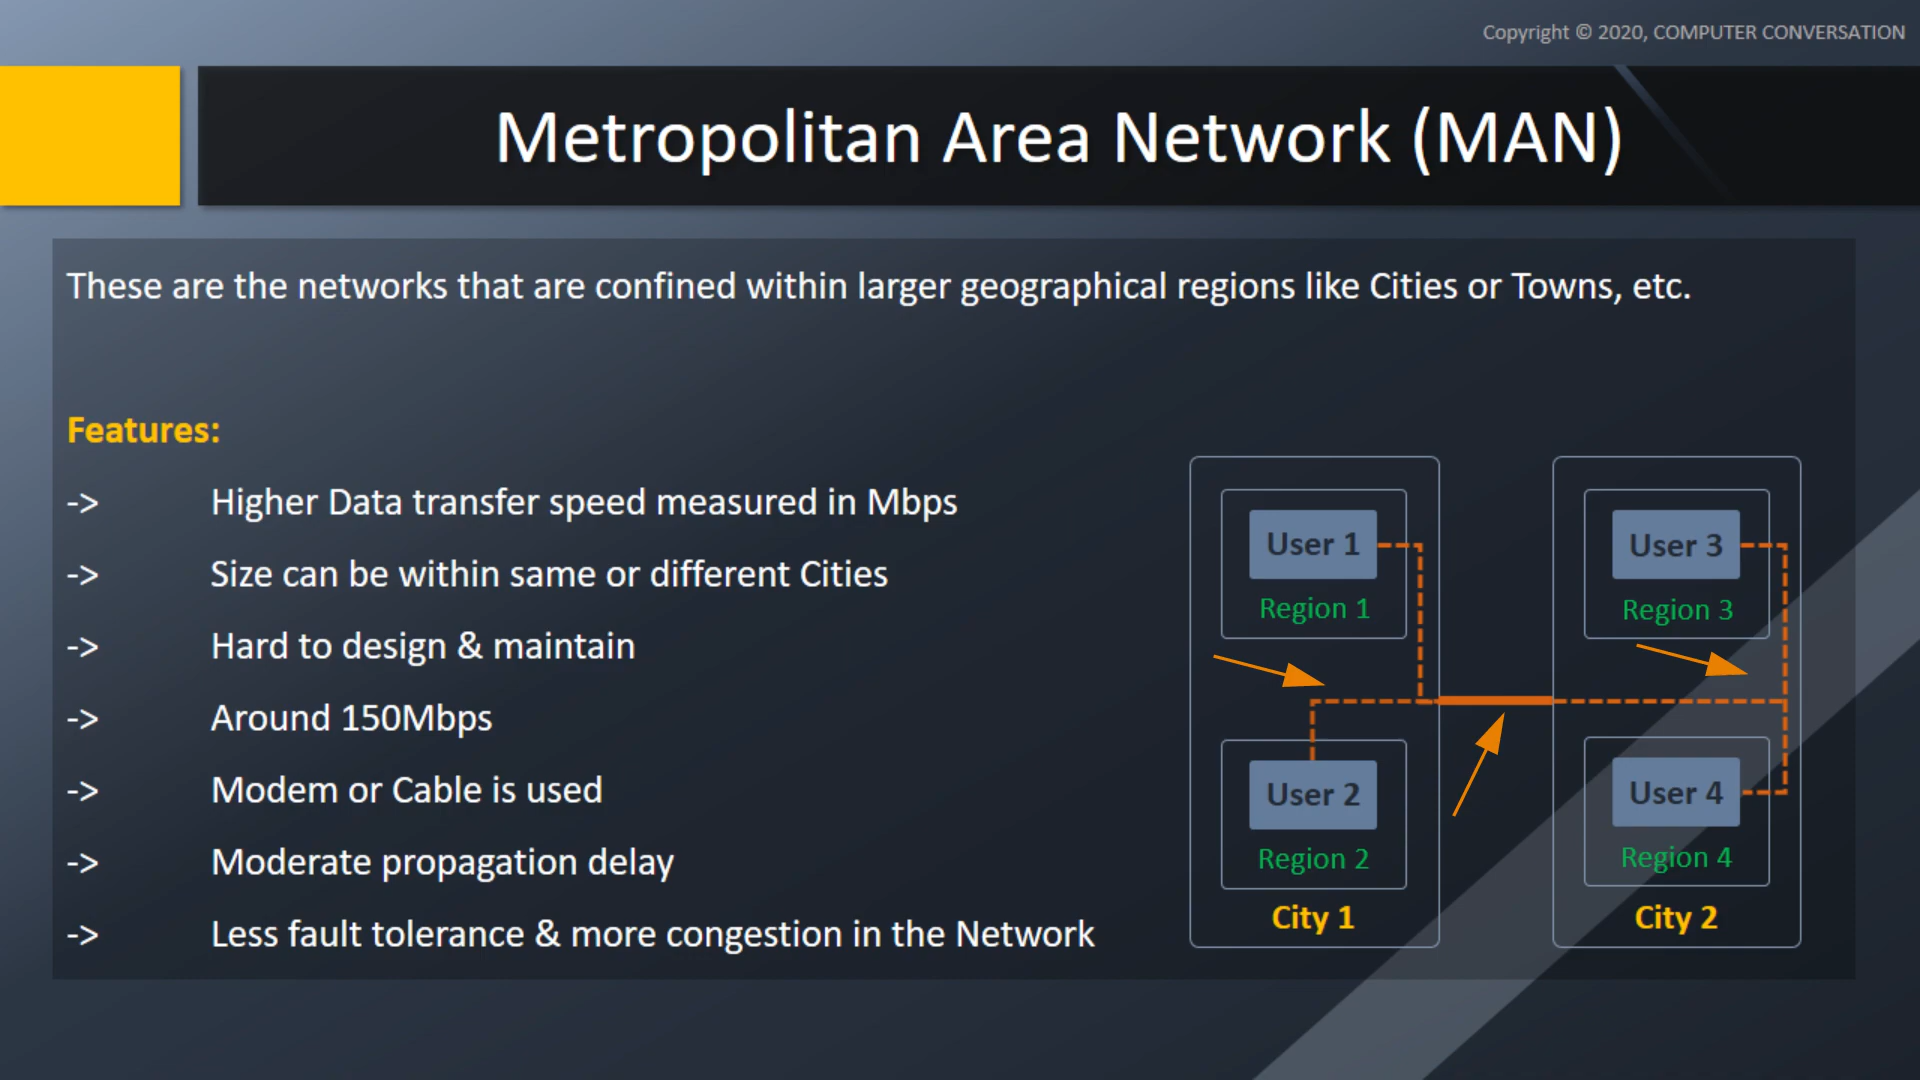 Copyright © 2020, COMPUTER CONVERSATION
Metropolitan Area Network (MAN)
These are the networks that are confined within larger geographical regions like Cities or Towns, etc.
Features:
-> Higher Data transfer speed measured in Mbps
-> Size can be within same or different Cities
-> Hard to design & maintain
-> Around 150Mbps
-> Modem or Cable is used
-> Moderate propagation delay
-> Less fault tolerance & more congestion in the Network
User 1
Region 1
User 2
Region 2
City 1
User 3
Region 3
User 4
Region 4
City 2